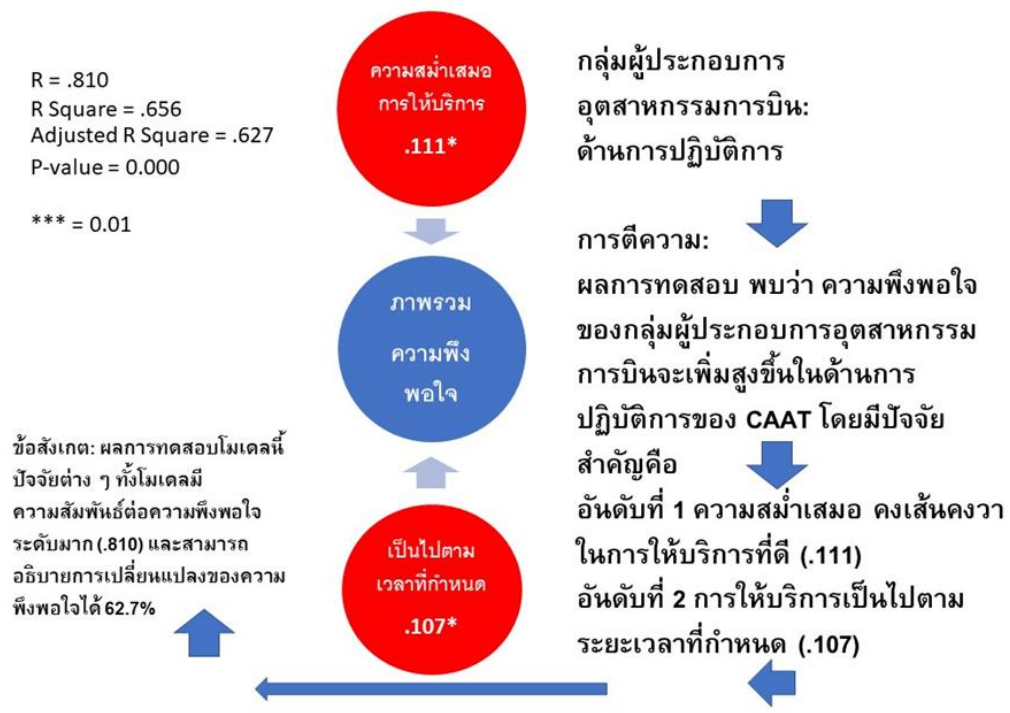 R = .810
R Square = .656
Adjusted R Square = .627
P-value = 0.000
*** = 0.01
ความสม่ำเสมอ
การให้บริการ
.111*
ภาพรวม
ความพึง
พอใจ
เป็นไปตาม
เวลาที่กำหนด
.107*
กลุ่มผู้ประกอบการ
อุตสาหกรรมการบิน:
ด้านการปฏิบัติการ
การตีความ:
ผลการทดสอบ พบว่า ความพึงพอใจ
ของกลุ่มผู้ประกอบการอุตสาหกรรม
การบินจะเพิ่มสูงขึ้นในด้านการ
ปฏิบัติการของ CAAT โดยมีปัจจัย
สำคัญคือ
อันดับที่ 1 ความสม่ำเสมอ คงเส้นคงวา
ในการให้บริการที่ดี (.111)
อันดับที่ 2 การให้บริการเป็นไปตาม
ระยะเวลาที่กำหนด (.107)
ข้อสังเกต: ผลการทดสอบโมเดลนี้
ปัจจัยต่าง ๆ ทั้งโมเดลมี
ความสัมพันธ์ต่อความพึงพอใจ
ระดับมาก (.810) และสามารถ
อธิบายการเปลี่ยนแปลงของความ
พึงพอใจได้ 62.7%